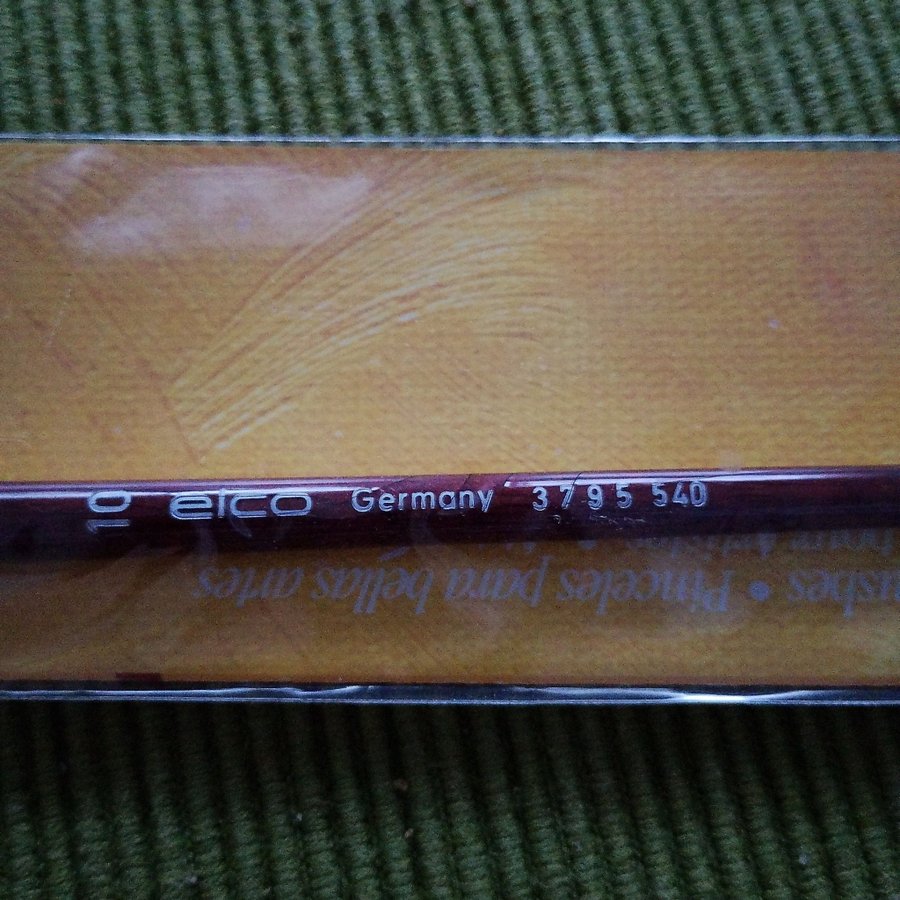 10 elco Germany 3795 540
Pinceles para bellas artes